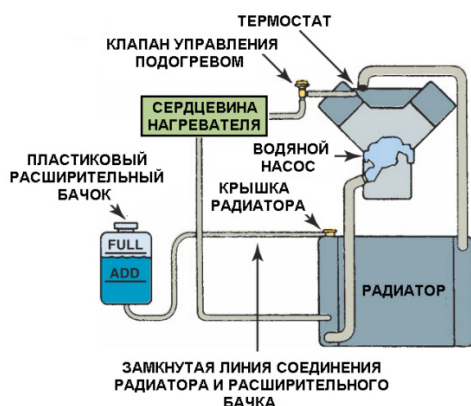 ТЕРМОСТАТ
КЛАПАН УПРАВЛЕНИЯ
ПОДОГРЕВОМ
СЕРДЦЕВИНА
НАГРЕВАТЕЛЯ
ВОДЯНОЙ
НАСОС
ПЛАСТИКОВЫЙ
РАСШИРИТЕЛЬНЫЙ
БАЧОК
КРЫШКА
РАДИАТОРА
FULL
ADD
РАДИАТОР
ЗАМКНУТАЯ ЛИНИЯ СОЕДИНЕНИЯ
РАДИАТОРА И РАСШИРИТЕЛЬНОГО
БАЧКА